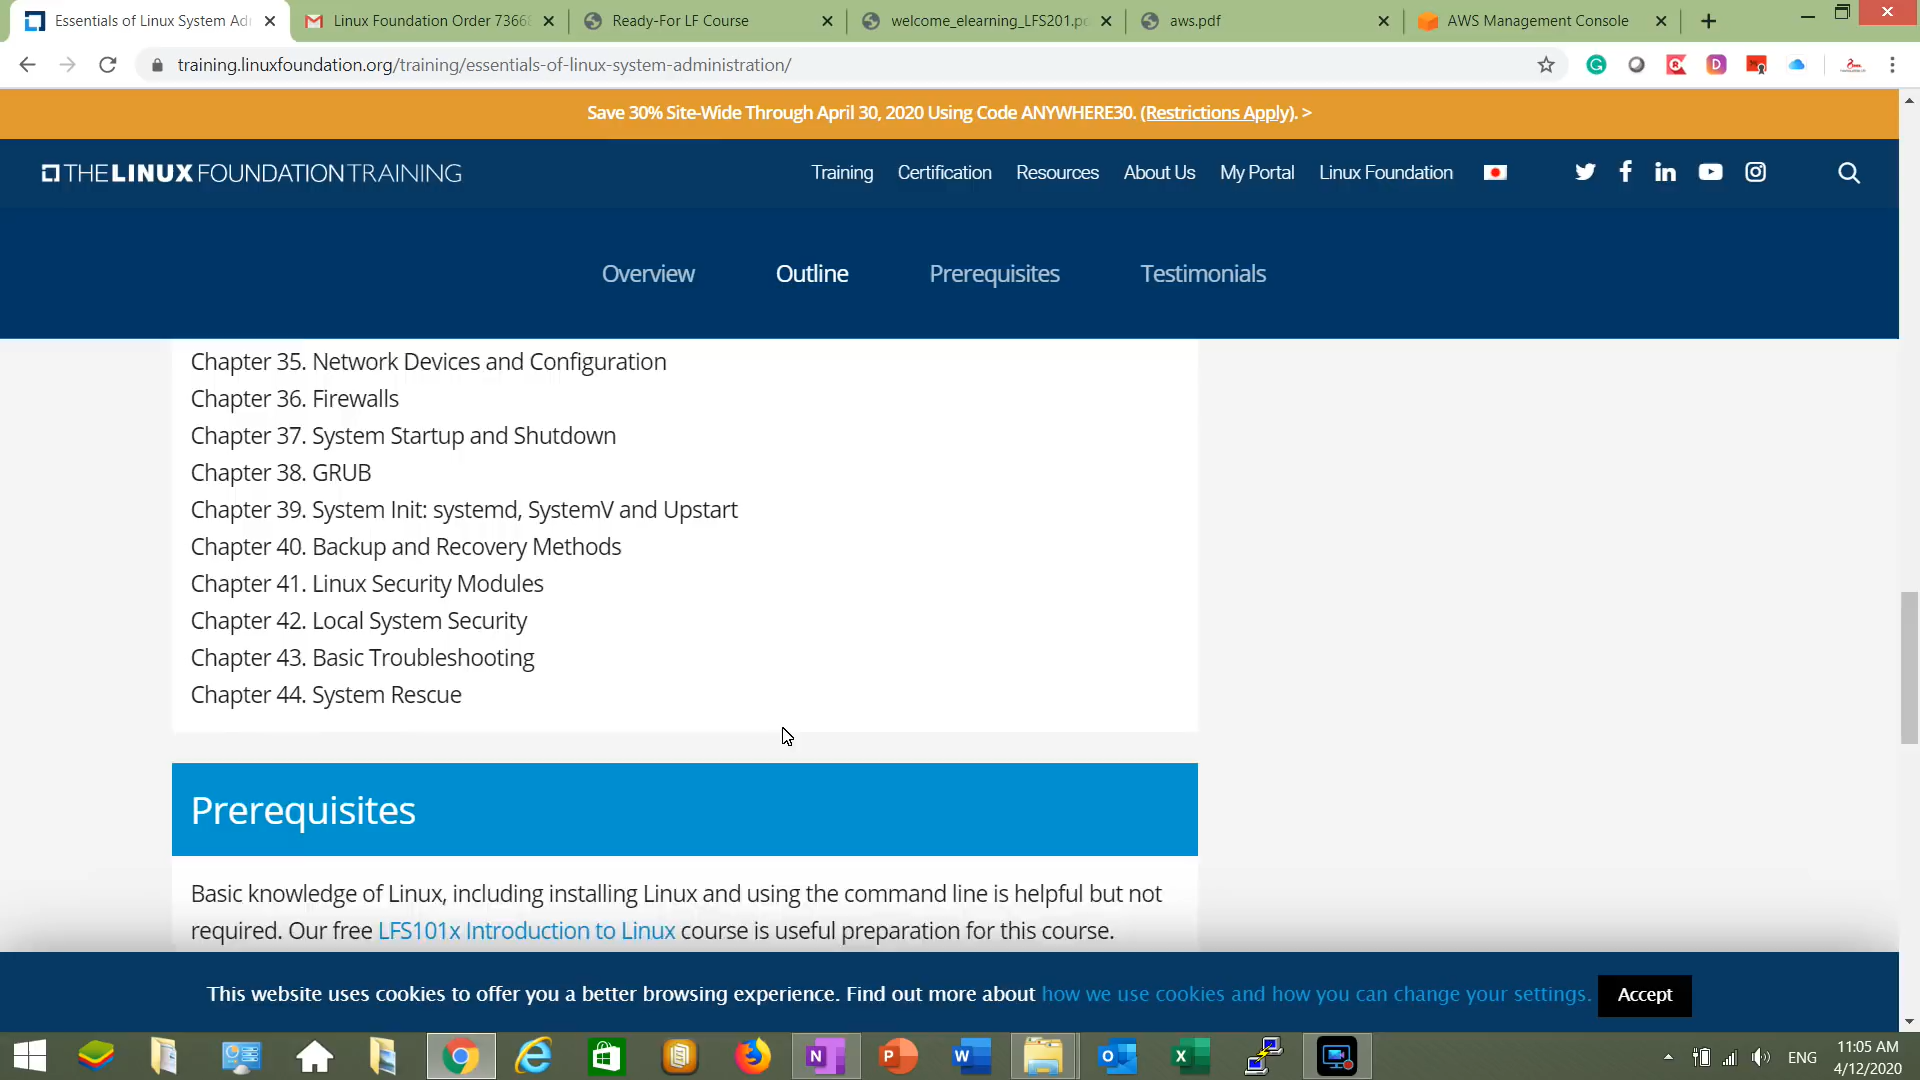 Essentials of Linux System Ad
Linux Foundation Order 7366
Ready-For LF Course
welcome_elearning_LFS201.p
aws.pdf
AWS Management Console
training.linuxfoundation.org/training/essentials-of-linux-system-administration/
Save 30% Site-Wide Through April 30, 2020 Using Code ANYWHERE30. (Restrictions Apply). >
THE LINUX FOUNDATION TRAINING
Training
Certification
Resources
About Us
My Portal
Linux Foundation
Overview
Outline
Prerequisites
Testimonials
Chapter 35. Network Devices and Configuration
Chapter 36. Firewalls
Chapter 37. System Startup and Shutdown
Chapter 38. GRUB
Chapter 39. System Init: systemd, SystemV and Upstart
Chapter 40. Backup and Recovery Methods
Chapter 41. Linux Security Modules
Chapter 42. Local System Security
Chapter 43. Basic Troubleshooting
Chapter 44. System Rescue
Prerequisites
Basic knowledge of Linux, including installing Linux and using the command line is helpful but not
required. Our free LFS101x Introduction to Linux course is useful preparation for this course.
This website uses cookies to offer you a better browsing experience. Find out more about how we use cookies and how you can change your settings.
Accept
ENG
11:05 AM
4/12/2020